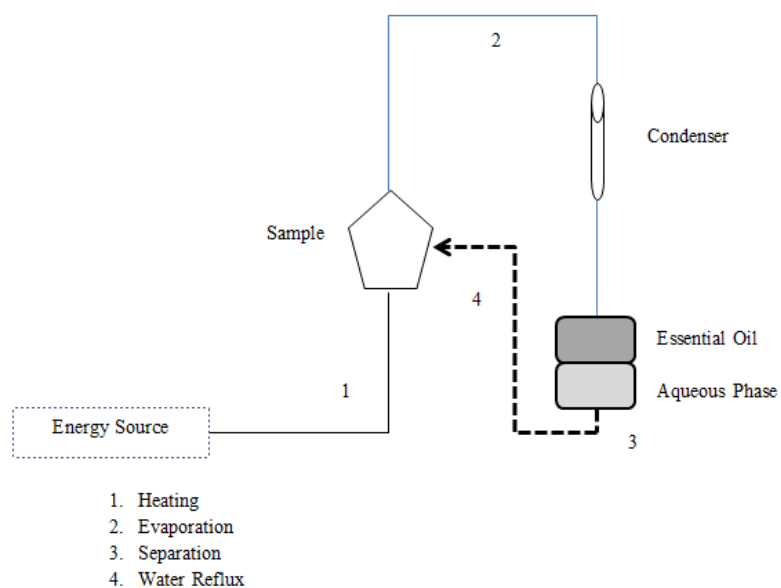 2
Condenser
Sample
4
Essential Oil
1
Aqueous Phase
Energy Source
3
1. Heating
2. Evaporation
3. Separation
4. Water Reflux